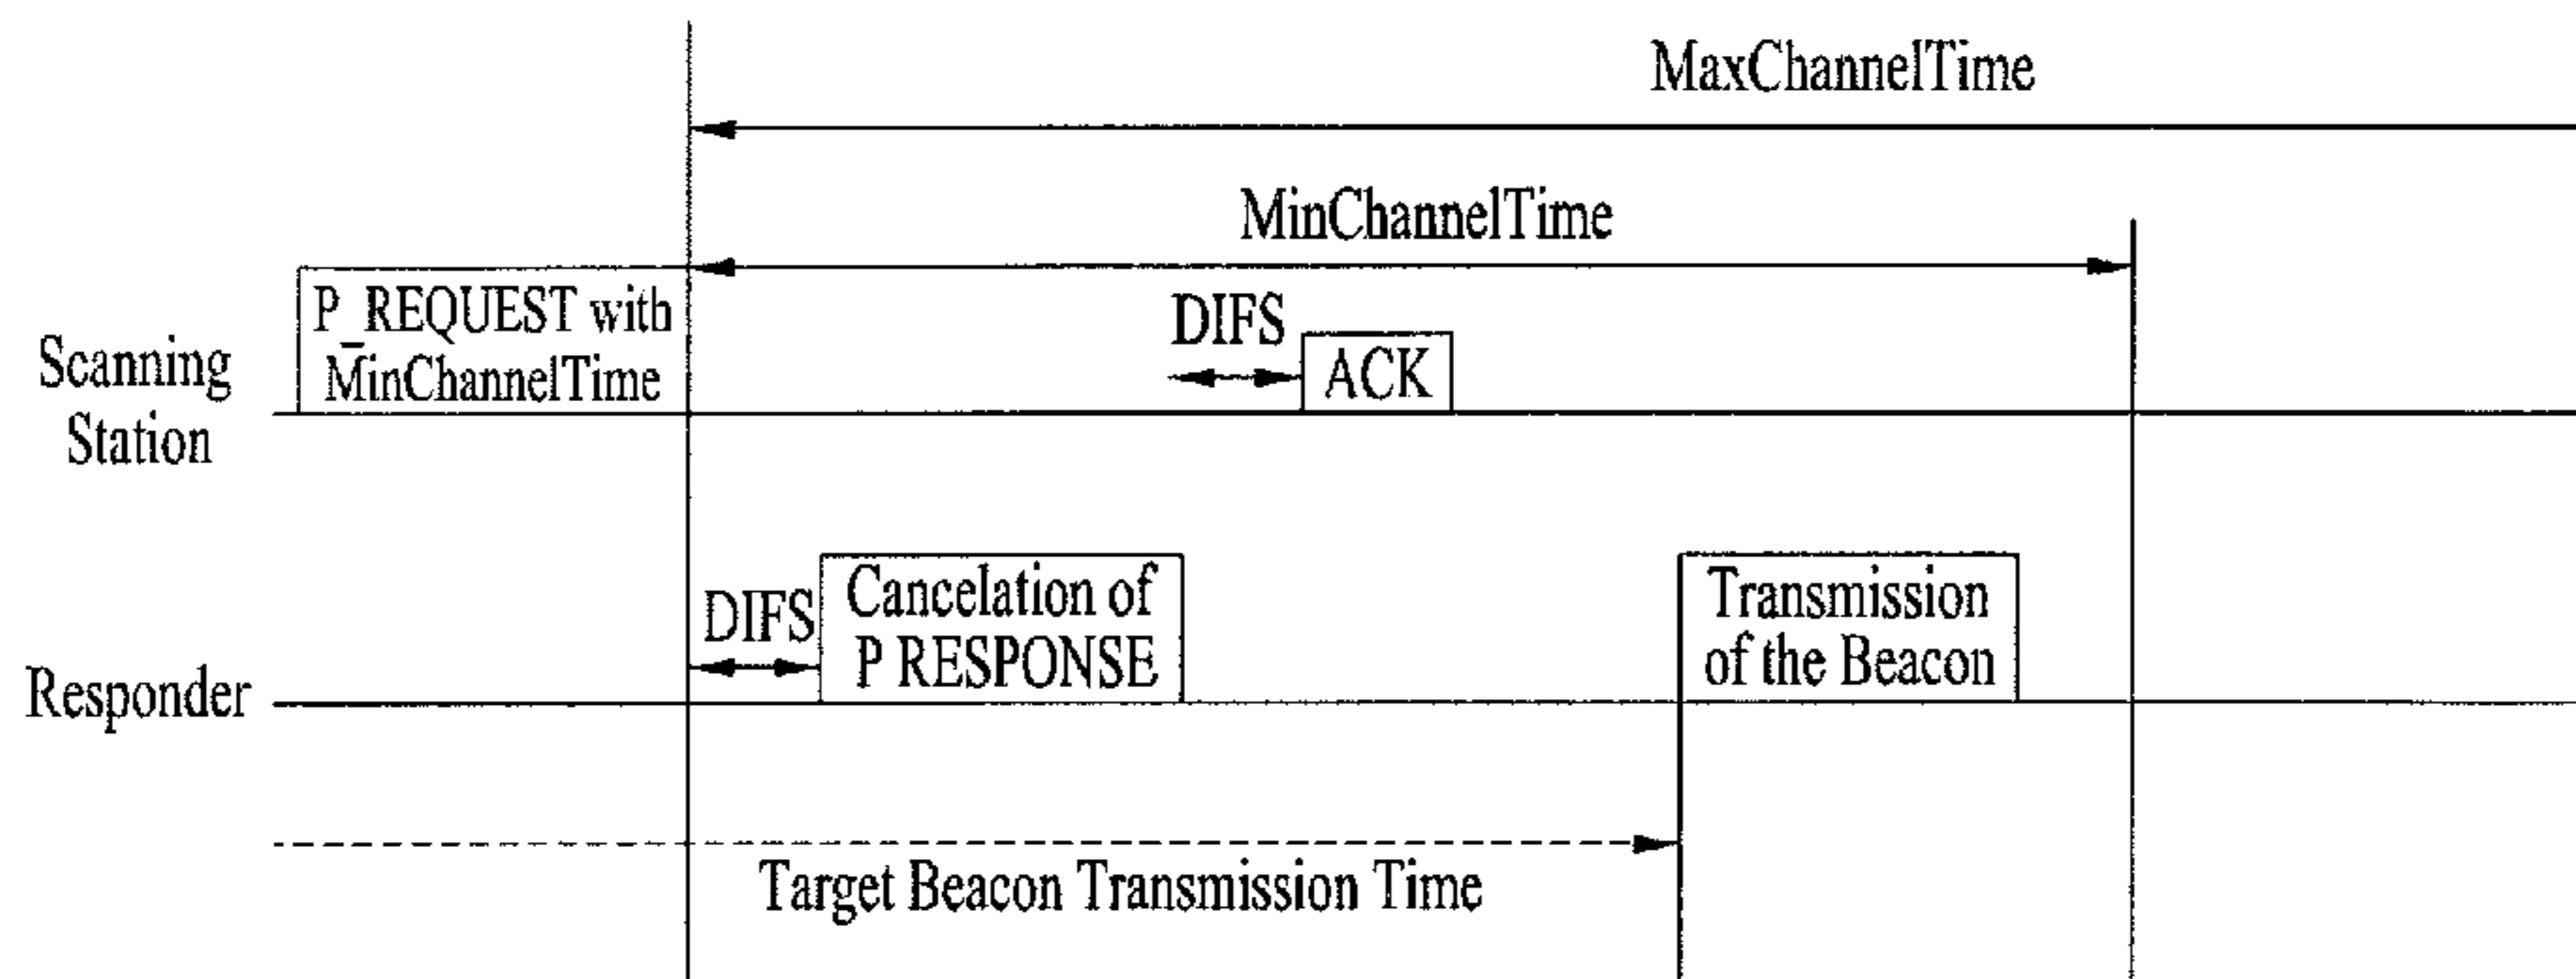 MaxChannelTime
MinChannelTime
P_REQUEST with
MinChannelTime
DIFS
ACK
Scanning
Station
DIFS
Cancelation of
P RESPONSE
Transmission
of the Beacon
Responder
Target Beacon Transmission Time